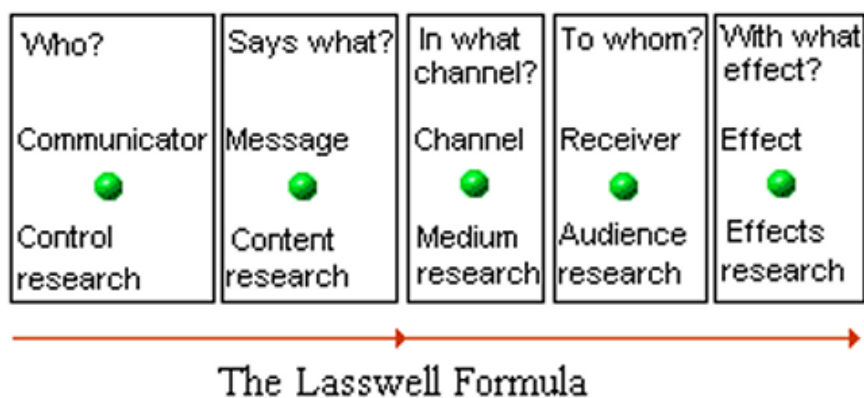 Who?
Communicator
Control
research
Says what?
Message
Content
research
In what
channel?
Channel
Medium
research
To whom?
Receiver
Audience
research
With what
effect?
Effect
Effects
research
The Lasswell Formula